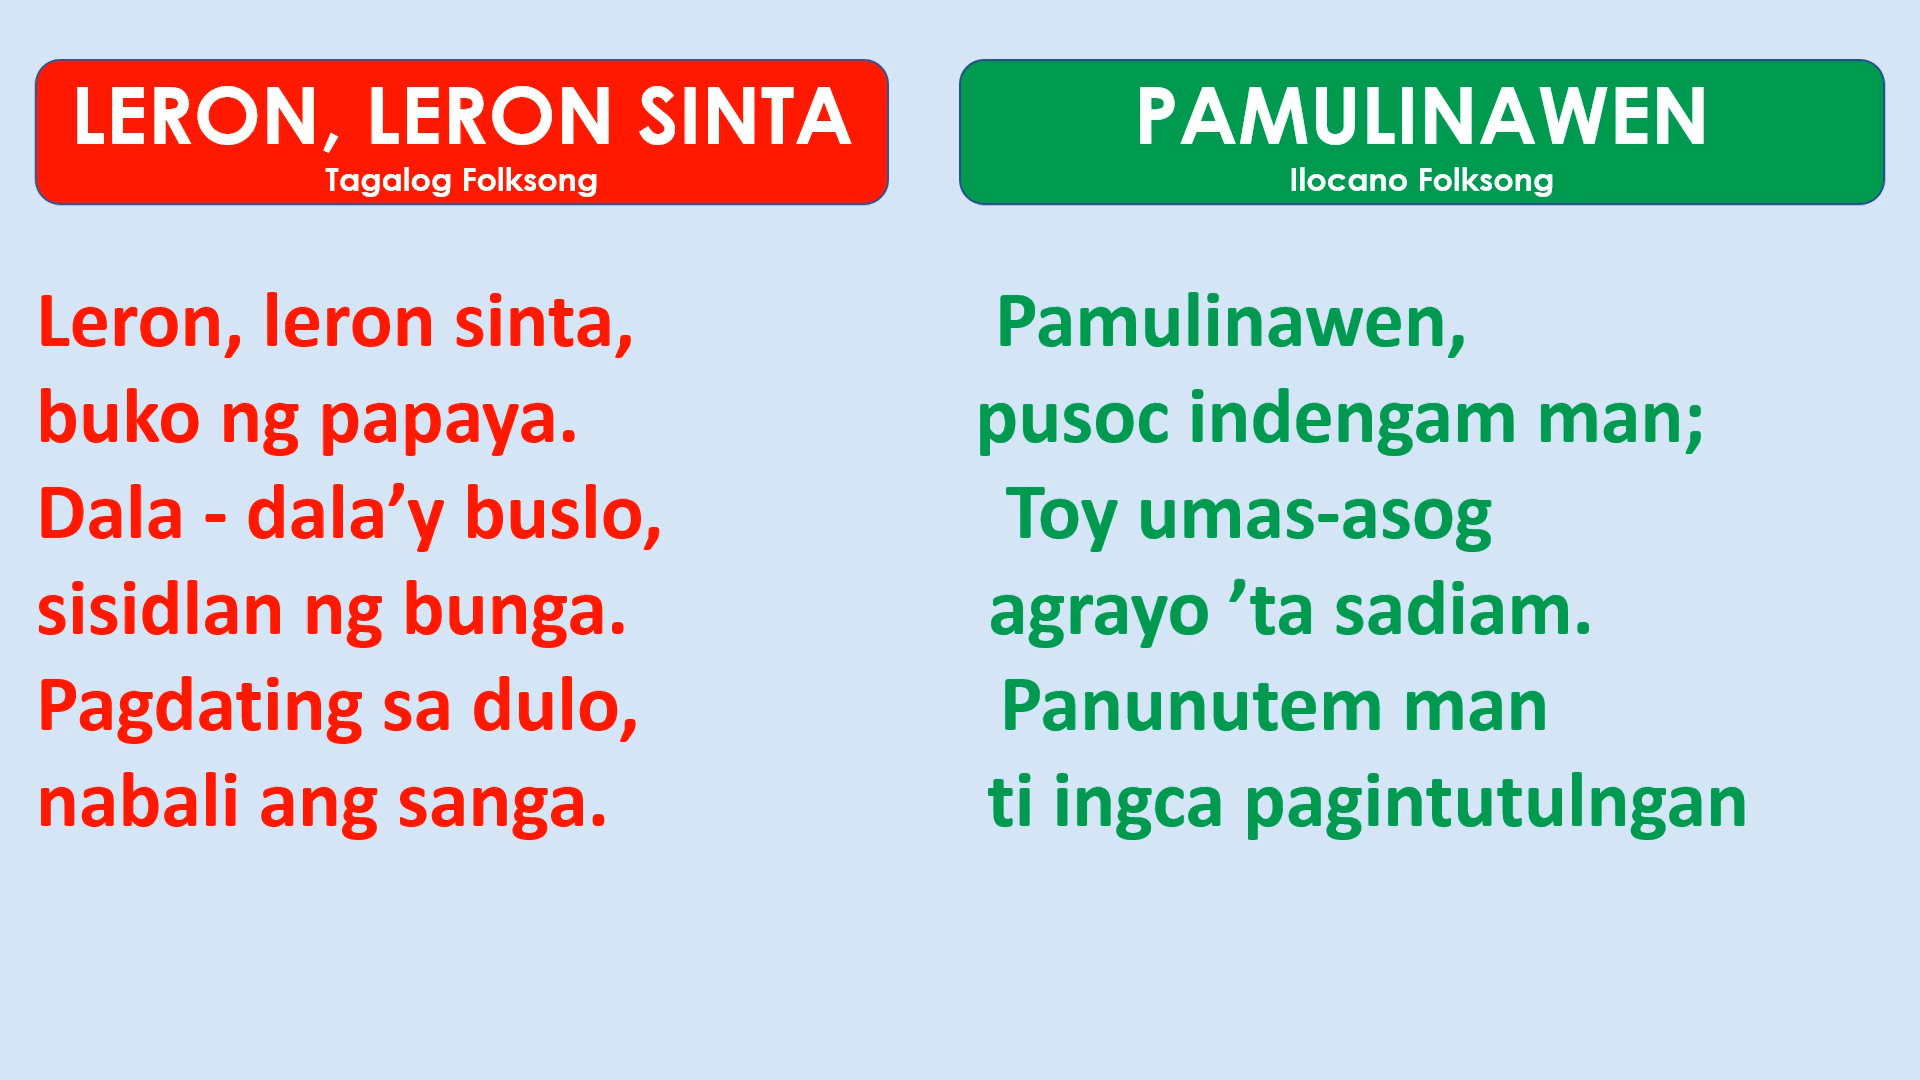 LERON, LERON SINTA
Tagalog Folksong
Leron, leron sinta,
buko ng papaya.
Dala - dala’y buslo,
sisidlan ng bunga.
Pagdating sa dulo,
nabali ang sanga.
PAMULINAWEN
Ilocano Folksong
Pamulinawen,
pusoc indengam man;
Toy umas-asog
agrayo ’ta sadiam.
Panunutem man
ti ingca pagintutulngan